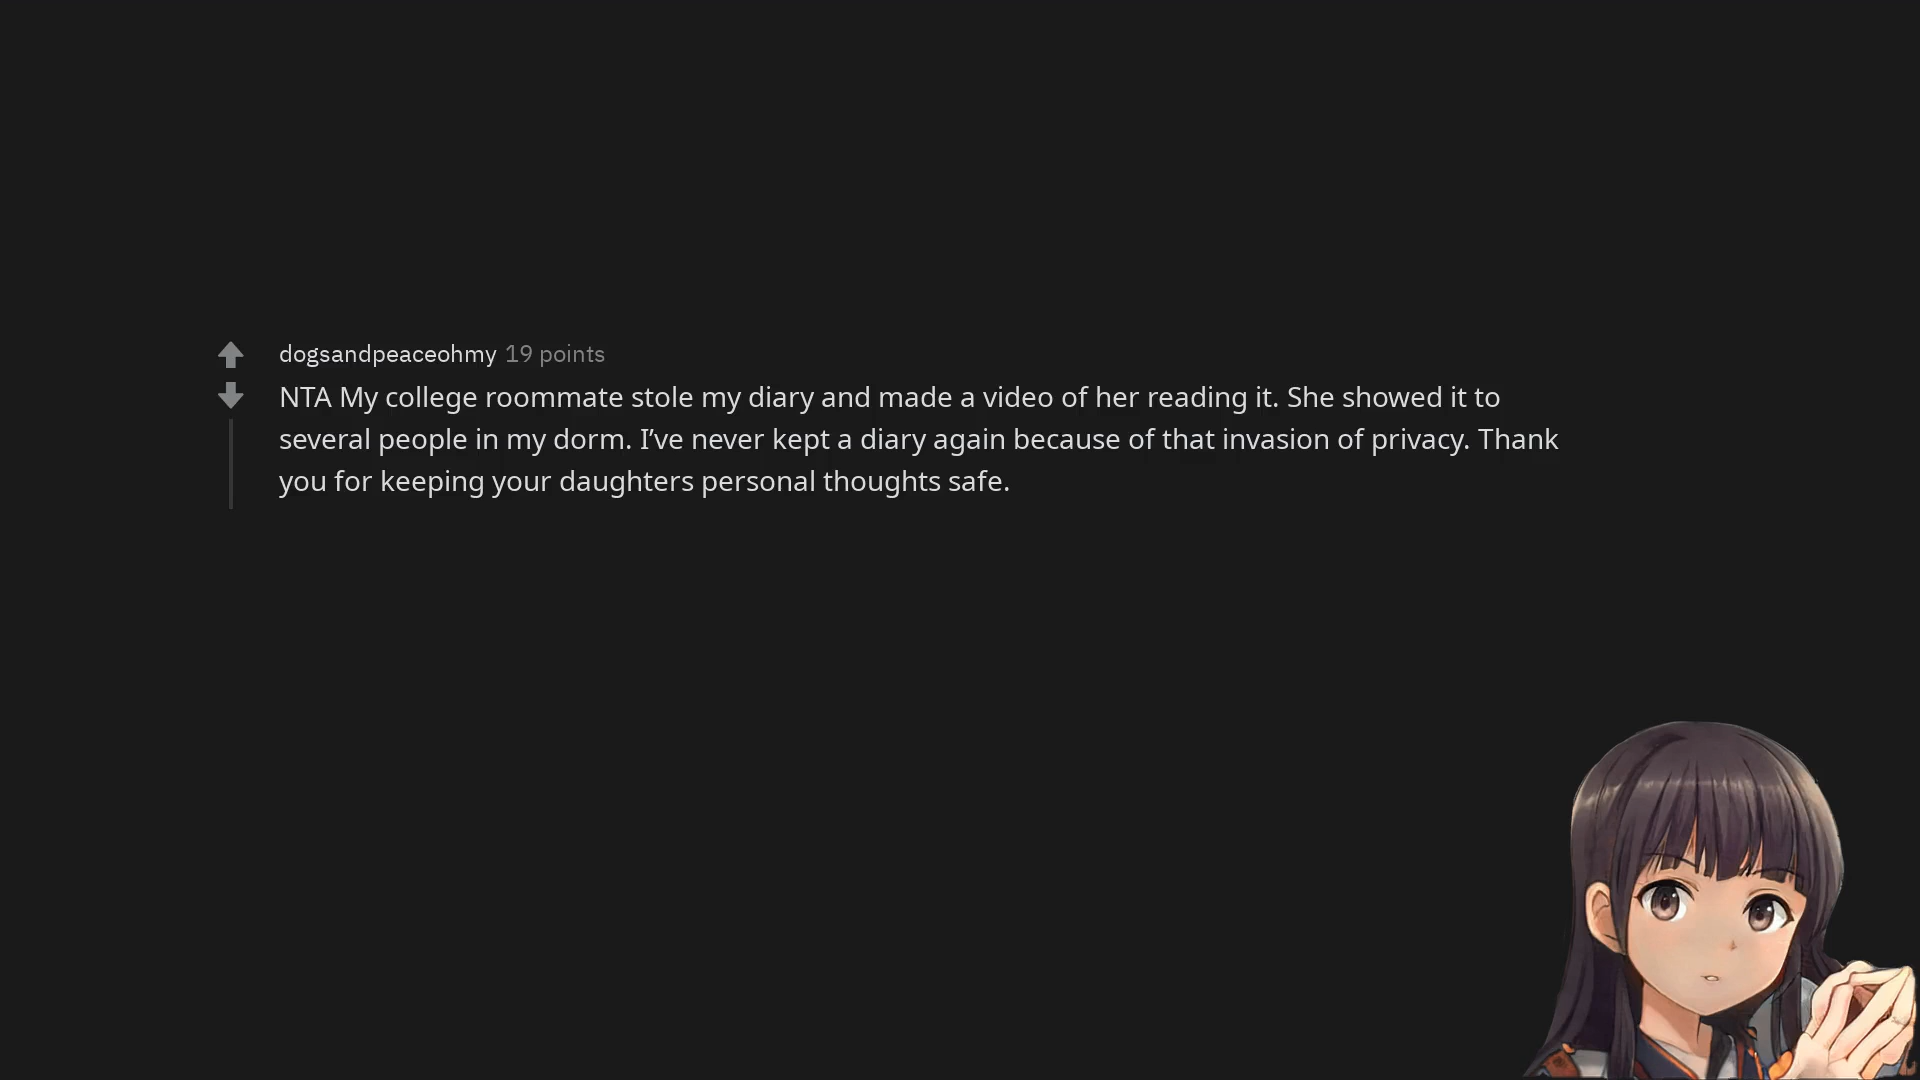 dogsandpeaceohmy 19 points
NTA My college roommate stole my diary and made a video of her reading it. She showed it to
several people in my dorm. I’ve never kept a diary again because of that invasion of privacy. Thank
you for keeping your daughters personal thoughts safe.